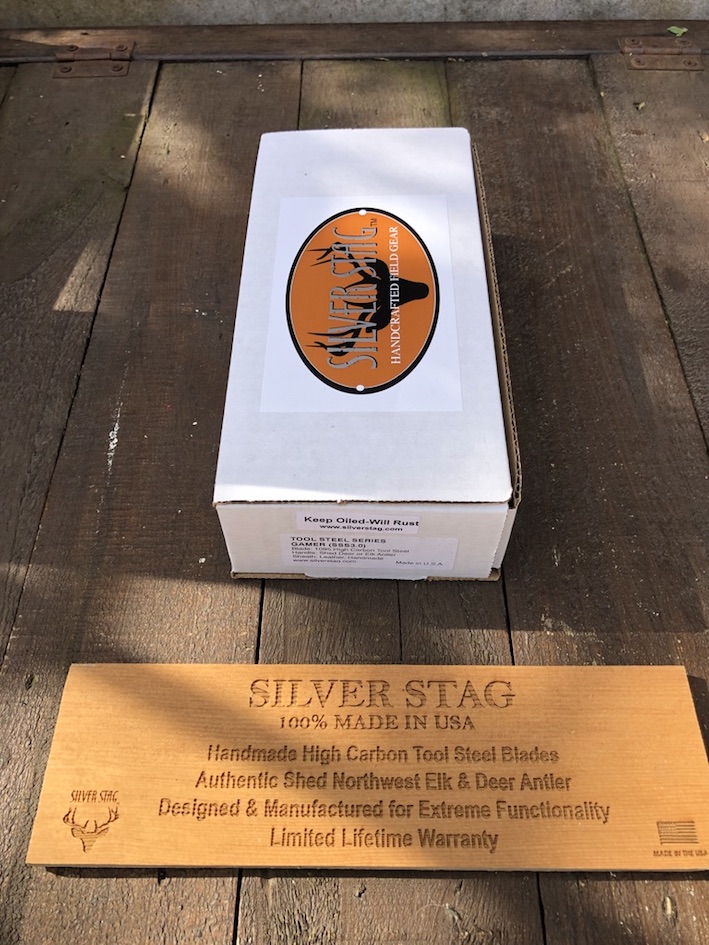 SILVER STAG™
HANDCRAFTED FIELD GEAR
Keep Oiled-Will Rust
www.silverstag.com
TOOL STEEL SERIES
GAMER (SS3.0)
Blade: 1095 High Carbon Tool Steel
Handle: Shed Deer or Elk Antler
Sheath: Leather, Handmade
www.silverstag.com
Made in U.S.A.
SILVER STAG
100% MADE IN USA
Handmade High Carbon Tool Steel Blades
Authentic Shed Northwest Elk & Deer Antler
Designed & Manufactured for Extreme Functionality
Limited Lifetime Warranty
SILVER STAG
MADE IN THE USA